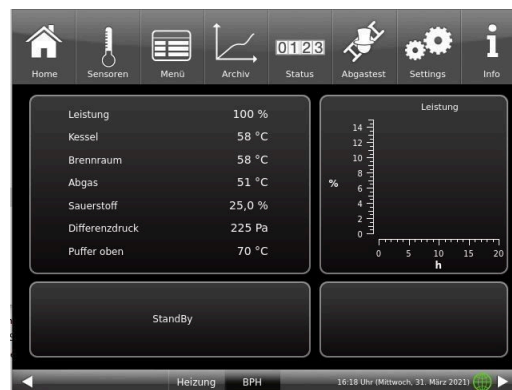 0123
Home Sensoren Menü Archiv Status Abgastest Settings Info
Leistung 100 %
Kessel 58 °C
Brennraum 58 °C
Abgas 51 °C
Sauerstoff 25,0 %
Differenzdruck 225 Pa
Puffer oben 70 °C
Leistung
14
12
10
8
%
6
4
2
0
0 5 10 15 20
h
StandBy
Heizung BPH 16:18 Uhr (Mittwoch, 31. März 2021)